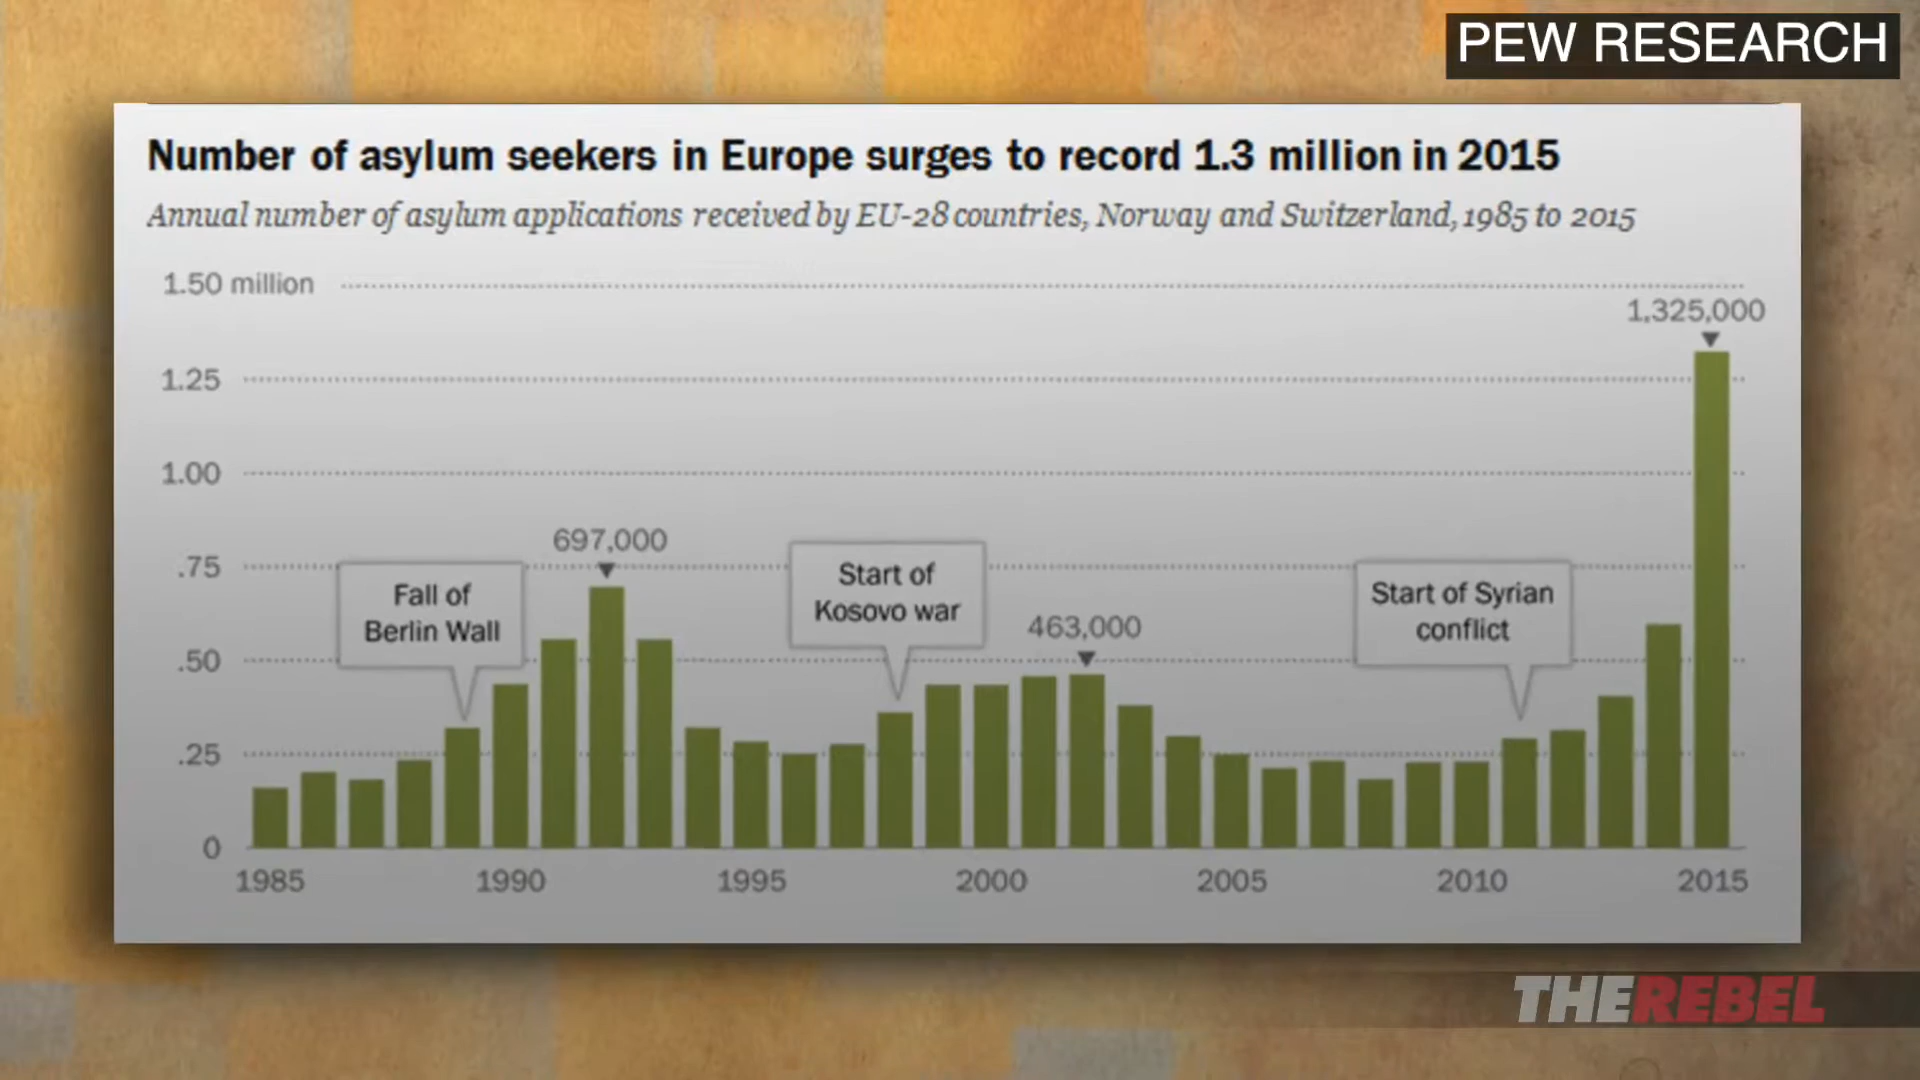 PEW RESEARCH
Number of asylum seekers in Europe surges to record 1.3 million in 2015
Annual number of asylum applications received by EU-28 countries, Norway and Switzerland, 1985 to 2015
1.50 million
1,325,000
1.25
1.00
697,000
.75
Fall of
Berlin Wall
Start of
Kosovo war
463,000
Start of Syrian
conflict
.50
.25
0
1985 1990 1995 2000 2005 2010 2015
THE REBEL